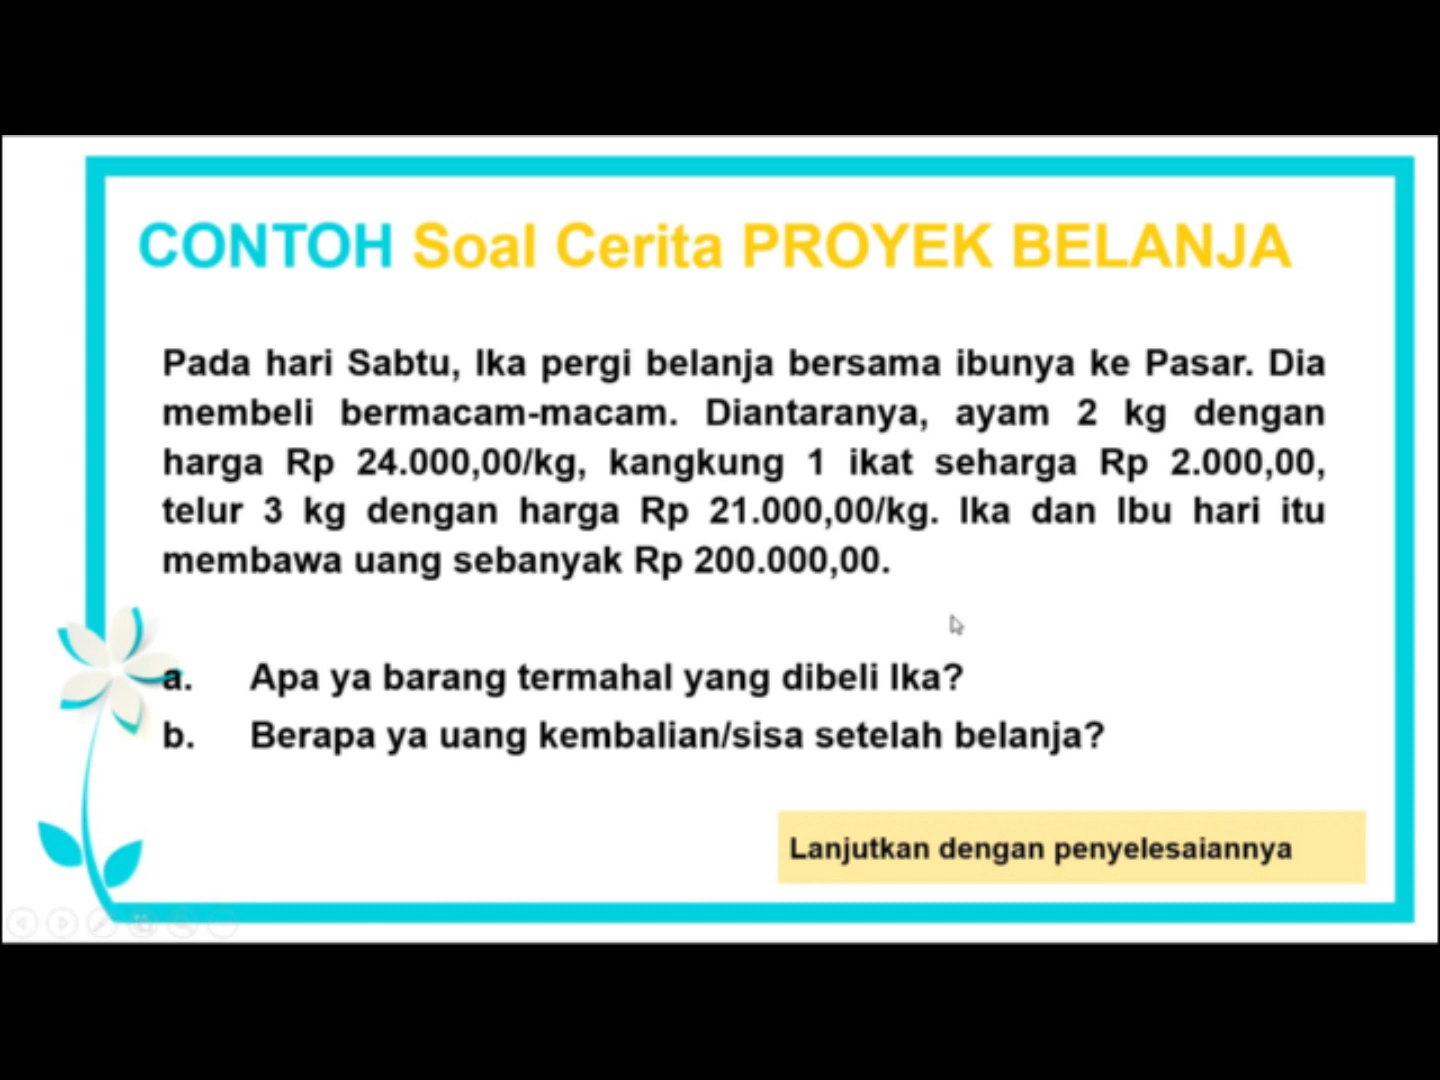 CONTOH Soal Cerita PROYEK BELANJA
Pada hari Sabtu, Ika pergi belanja bersama ibunya ke Pasar. Dia
membeli bermacam-macam. Diantaranya, ayam 2 kg dengan
harga Rp 24.000,00/kg, kangkung 1 ikat seharga Rp 2.000,00,
telur 3 kg dengan harga Rp 21.000,00/kg. Ika dan Ibu hari itu
membawa uang sebanyak Rp 200.000,00.
a. Apa ya barang termahal yang dibeli Ika?
b. Berapa ya uang kembalian/sisa setelah belanja?
Lanjutkan dengan penyelesaiannya